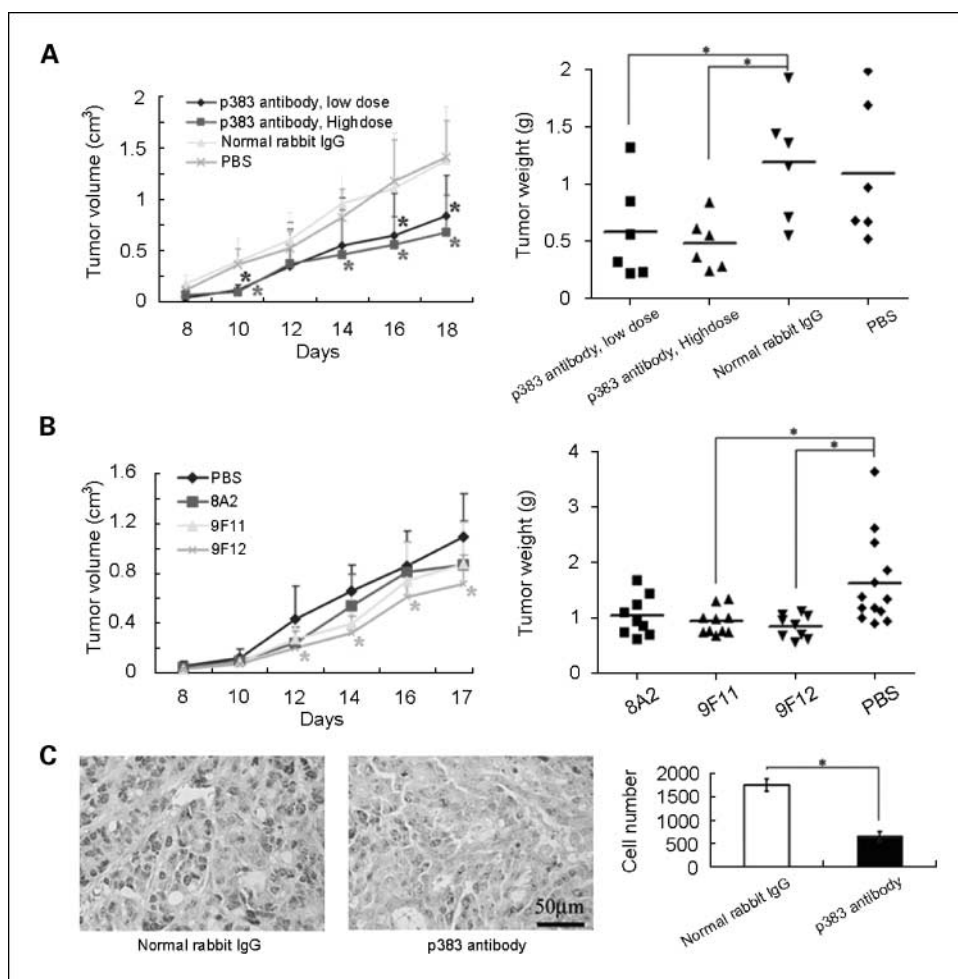 A
Tumor volume (cm3)
2
1.5
1
0.5
0
p383 antibody, low dose
p383 antibody, Highdose
Normal rabbit IgG
PBS
*
*
*
*
*
*
8 10 12 14 16 18
Days
Tumor weight (g)
2
1.5
1
0.5
0
*
*
p383 antibody, low dose
p383 antibody, Highdose
Normal rabbit IgG
PBS
B
Tumor volume (cm3)
1.6
1.2
0.8
0.4
0
PBS
8A2
9F11
9F12
*
*
*
*
8 10 12 14 16 17
Days
Tumor weight (g)
4
3
2
1
0
*
*
8A2
9F11
9F12
PBS
C
Normal rabbit IgG
50μm
p383 antibody
Cell number
2000
1500
1000
500
0
*
Normal rabbit IgG
p383 antibody